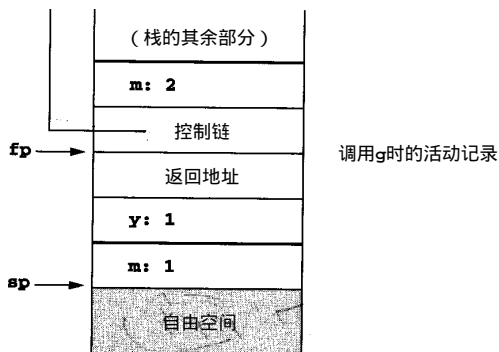 （栈的其余部分）
m: 2
控制链
fp
调用g时的活动记录
返回地址
y: 1
m: 1
sp
自由空间